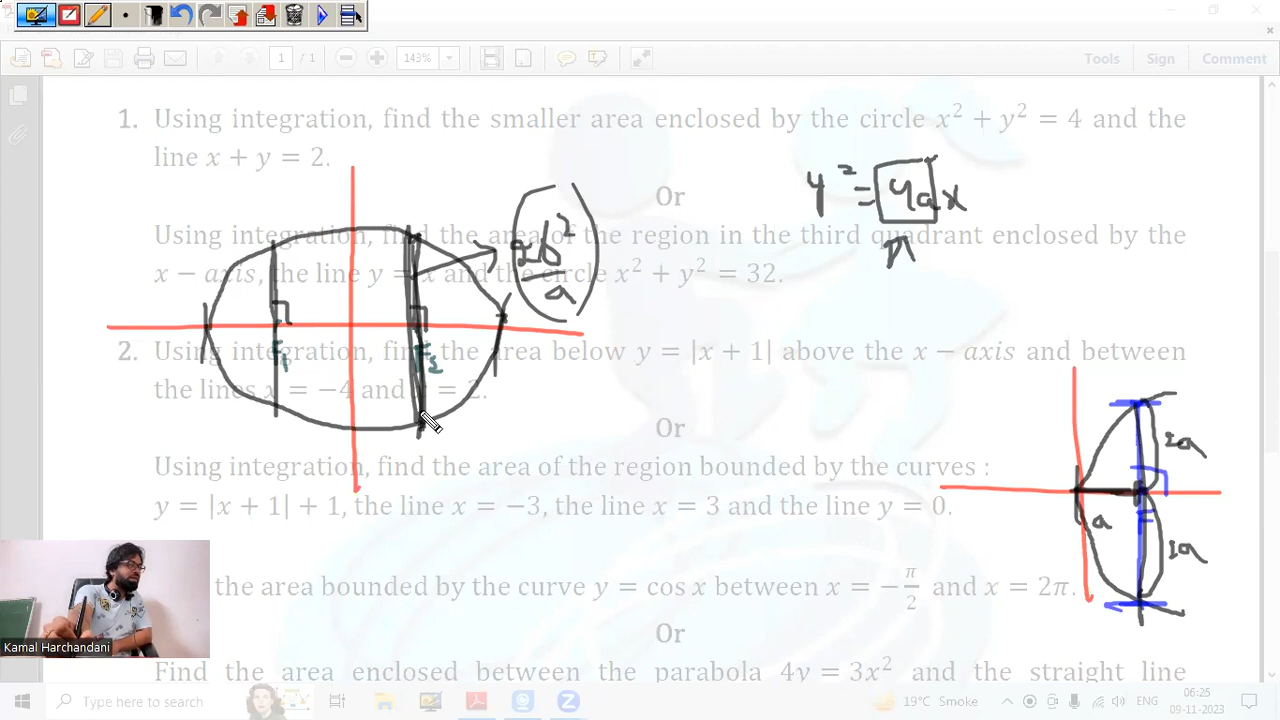 1 / 1
143%
Tools Sign Comment
1. Using integration, find the smaller area enclosed by the circle x² + y² = 4 and the
line x + y = 2.
Or
Using integration, find the area of the region in the third quadrant enclosed by the
x − axis, the line y = x and the circle x² + y² = 32.
2. Using integration, find the area below y = |x + 1| above the x − axis and between
the lines x = −4 and = 2.
Or
Using integration, find the area of the region bounded by the curves :
y = |x + 1| + 1, the line x = −3, the line x = 3 and the line y = 0.
the area bounded by the curve y = cos x between x = −π/2 and x = 2π.
Or
Find the area enclosed between the parabola 4y = 3x² and the straight line
y² = 4ax
2b²/a
F₁
F₂
2a
a
F
2a
Kamal Harchandani
Type here to search
19°C Smoke
ENG
06:25
09-11-2023